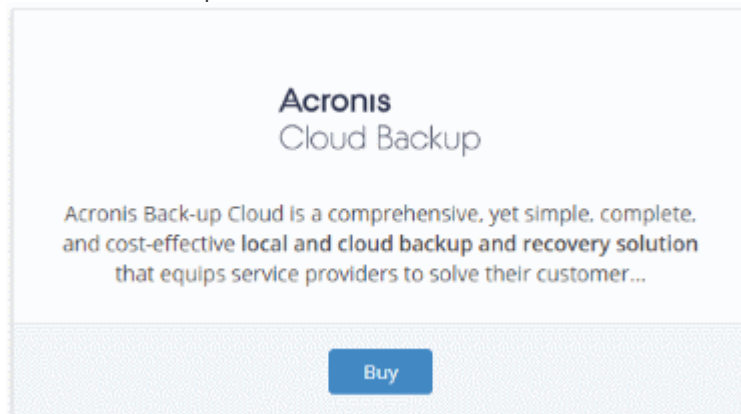 Acronis
Cloud Backup
Acronis Back-up Cloud is a comprehensive, yet simple, complete,
and cost-effective local and cloud backup and recovery solution
that equips service providers to solve their customer...
Buy